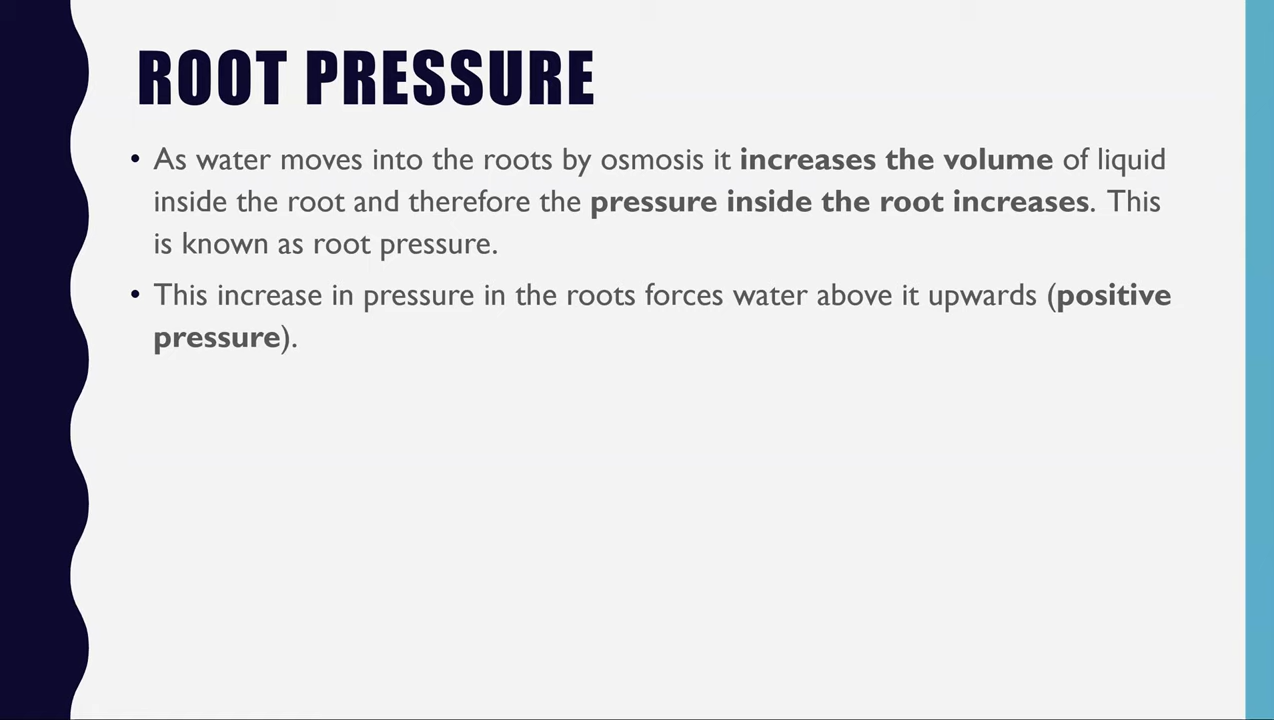 ROOT PRESSURE
• As water moves into the roots by osmosis it increases the volume of liquid
inside the root and therefore the pressure inside the root increases. This
is known as root pressure.
• This increase in pressure in the roots forces water above it upwards (positive
pressure).